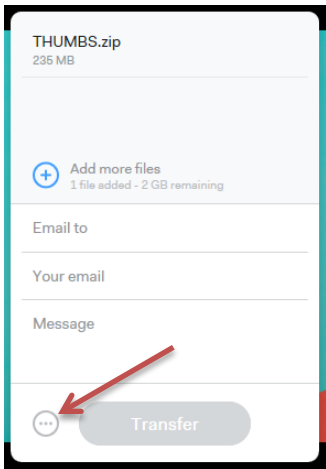 THUMBS.zip
235 MB
Add more files
1 file added - 2 GB remaining
Email to
Your email
Message
Transfer